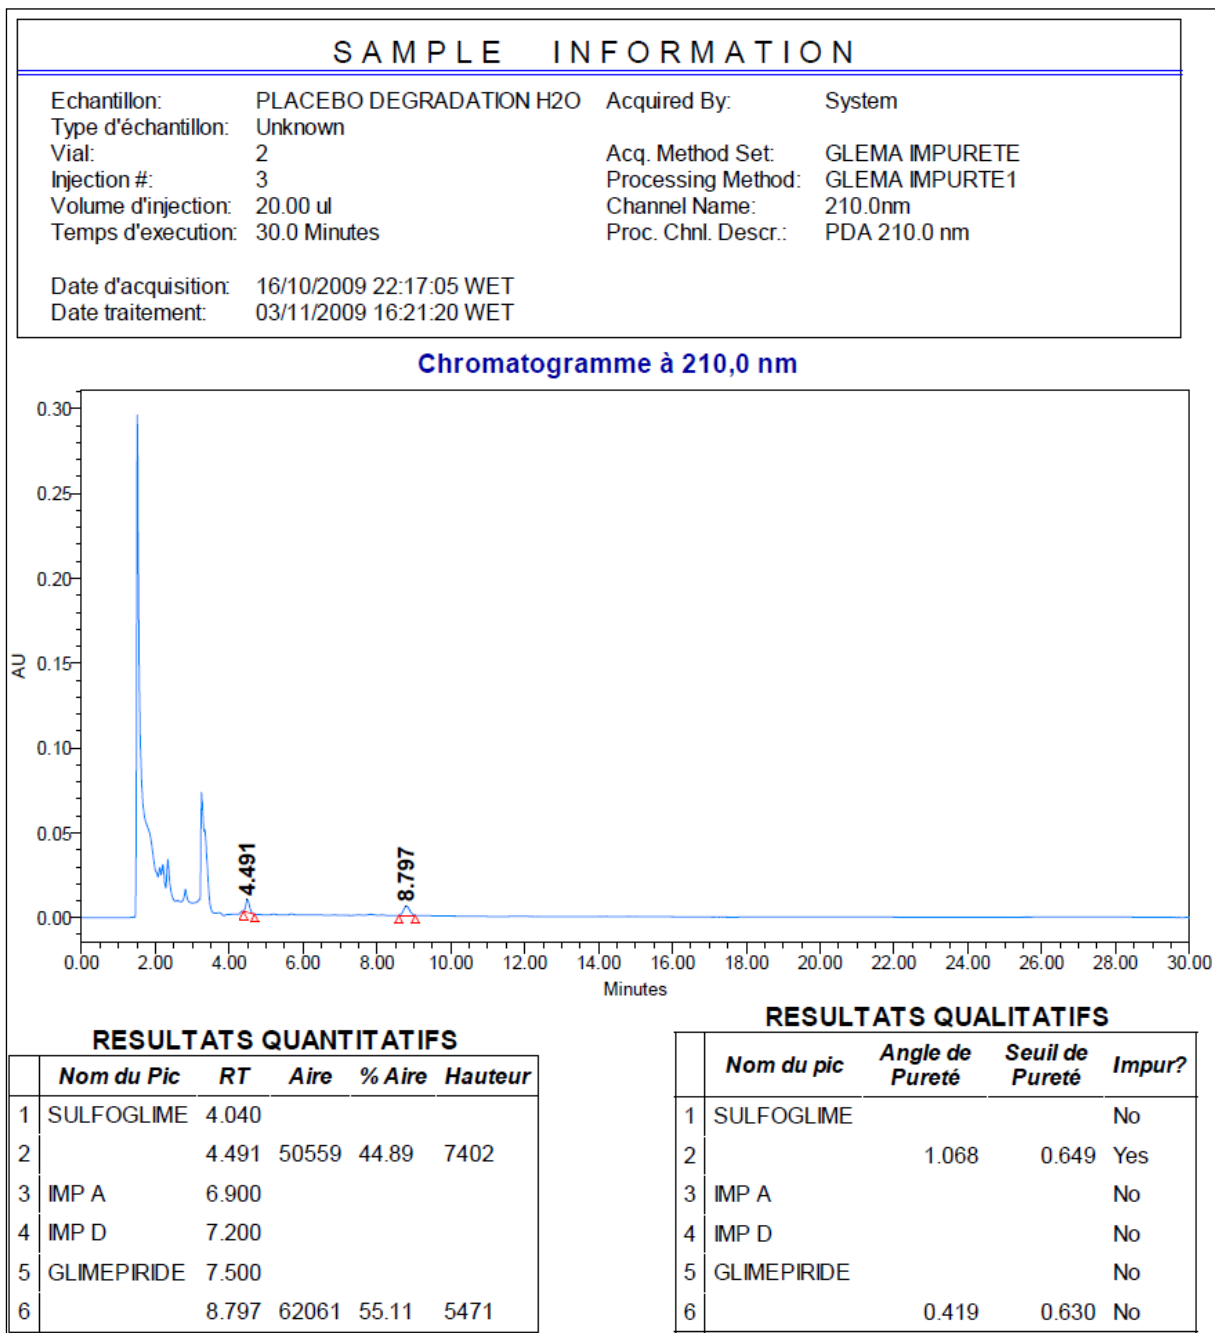 SAMPLE INFORMATION
Echantillon: PLACEBO DEGRADATION H2O Acquired By: System
Type d'échantillon: Unknown
Vial: 2 Acq. Method Set: GLEMA IMPURETE
Injection #: 3 Processing Method: GLEMA IMPURTE1
Volume d'injection: 20.00 ul Channel Name: 210.0nm
Temps d'execution: 30.0 Minutes Proc. Chnl. Descr.: PDA 210.0 nm
Date d'acquisition: 16/10/2009 22:17:05 WET
Date traitement: 03/11/2009 16:21:20 WET
Chromatogramme à 210,0 nm
0.30
0.25
0.20
0.15
0.10
0.05
0.00
AU
4.491
8.797
0.00 2.00 4.00 6.00 8.00 10.00 12.00 14.00 16.00 18.00 20.00 22.00 24.00 26.00 28.00 30.00
Minutes
RESULTATS QUANTITATIFS
Nom du Pic RT Aire % Aire Hauteur
1 SULFOGLIME 4.040
2 4.491 50559 44.89 7402
3 IMP A 6.900
4 IMP D 7.200
5 GLIMEPIRIDE 7.500
6 8.797 62061 55.11 5471
RESULTATS QUALITATIFS
Nom du pic Angle de Pureté Seuil de Pureté Impur?
1 SULFOGLIME No
2 1.068 0.649 Yes
3 IMP A No
4 IMP D No
5 GLIMEPIRIDE No
6 0.419 0.630 No